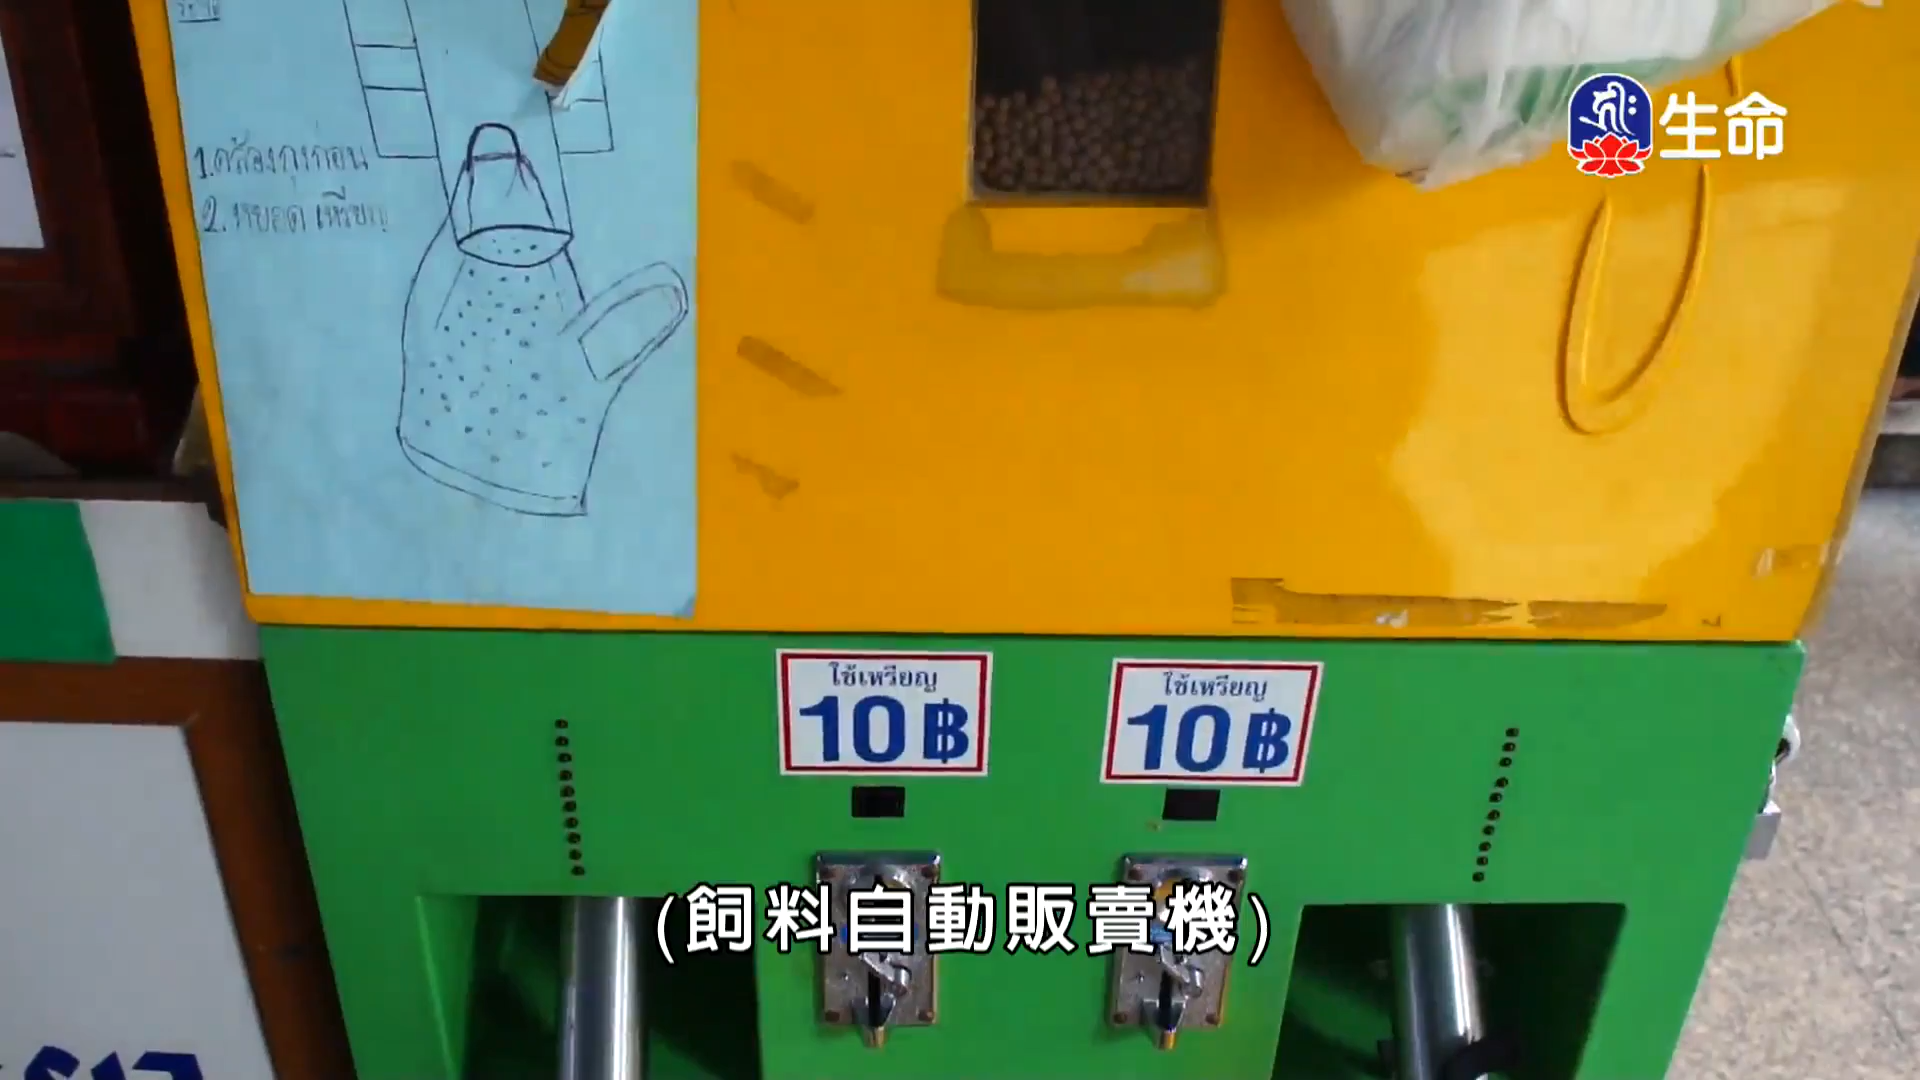 生命
1.คล้องถุงก่อน
2.หยอดเหรียญ
ใช้เหรียญ
10฿
ใช้เหรียญ
10฿
(飼料自動販賣機)